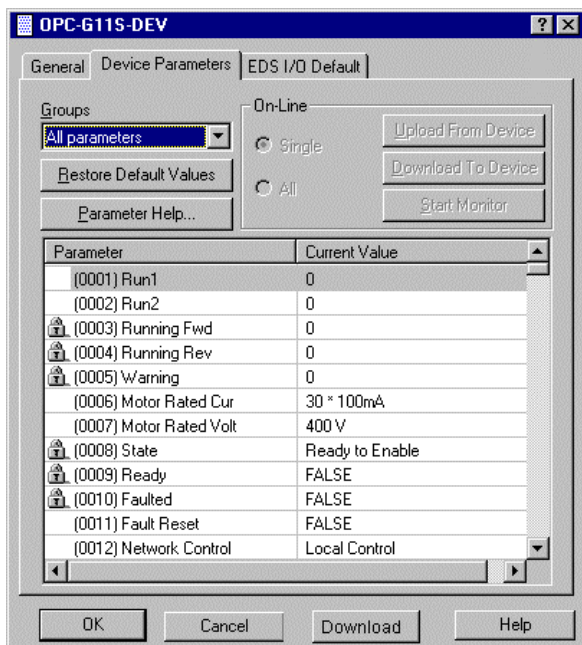 OPC-G11S-DEV
General Device Parameters EDS I/O Default
Groups
All parameters
Restore Default Values
Parameter Help...
On-Line
Single
All
Upload From Device
Download To Device
Start Monitor
Parameter Current Value
(0001) Run1 0
(0002) Run2 0
(0003) Running Fwd 0
(0004) Running Rev 0
(0005) Warning 0
(0006) Motor Rated Cur 30 * 100mA
(0007) Motor Rated Volt 400 V
(0008) State Ready to Enable
(0009) Ready FALSE
(0010) Faulted FALSE
(0011) Fault Reset FALSE
(0012) Network Control Local Control
OK Cancel Download Help